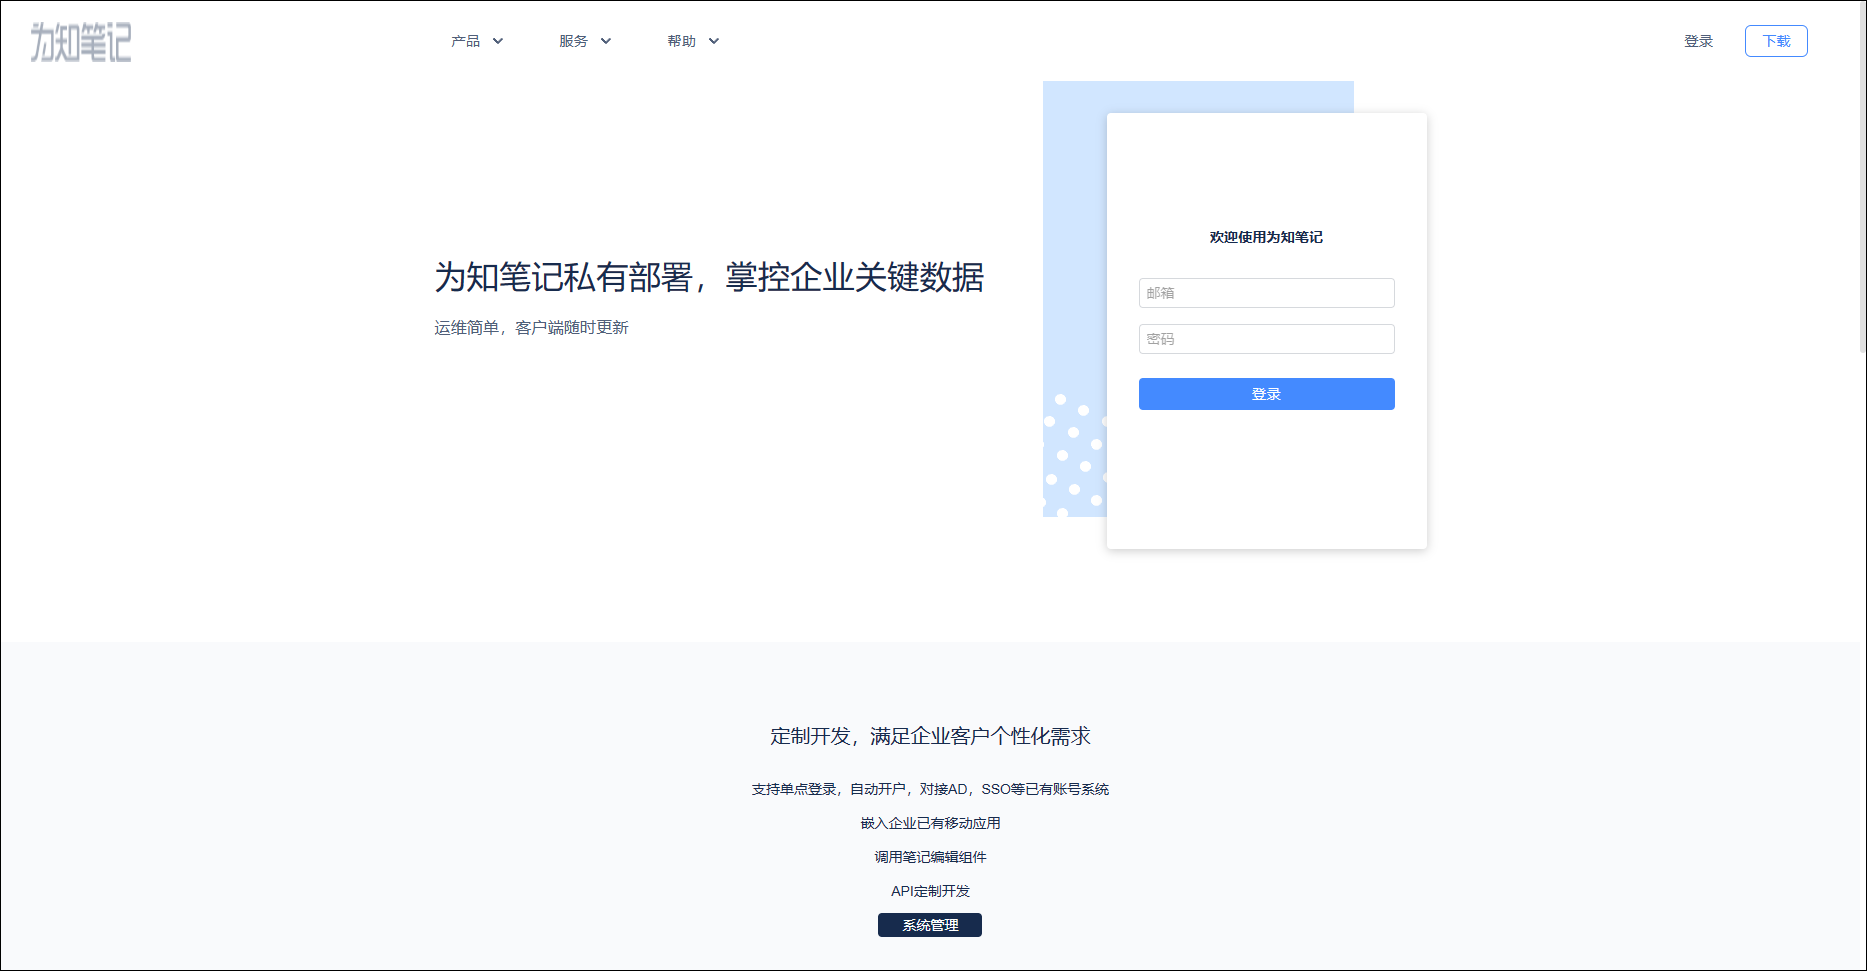 为知笔记
产品
服务
帮助
登录
下载
为知笔记私有部署，掌控企业关键数据
运维简单，客户端随时更新
欢迎使用为知笔记
邮箱
密码
登录
定制开发，满足企业客户个性化需求
支持单点登录，自动开户，对接AD，SSO等已有账号系统
嵌入企业已有移动应用
调用笔记编辑组件
API定制开发
系统管理